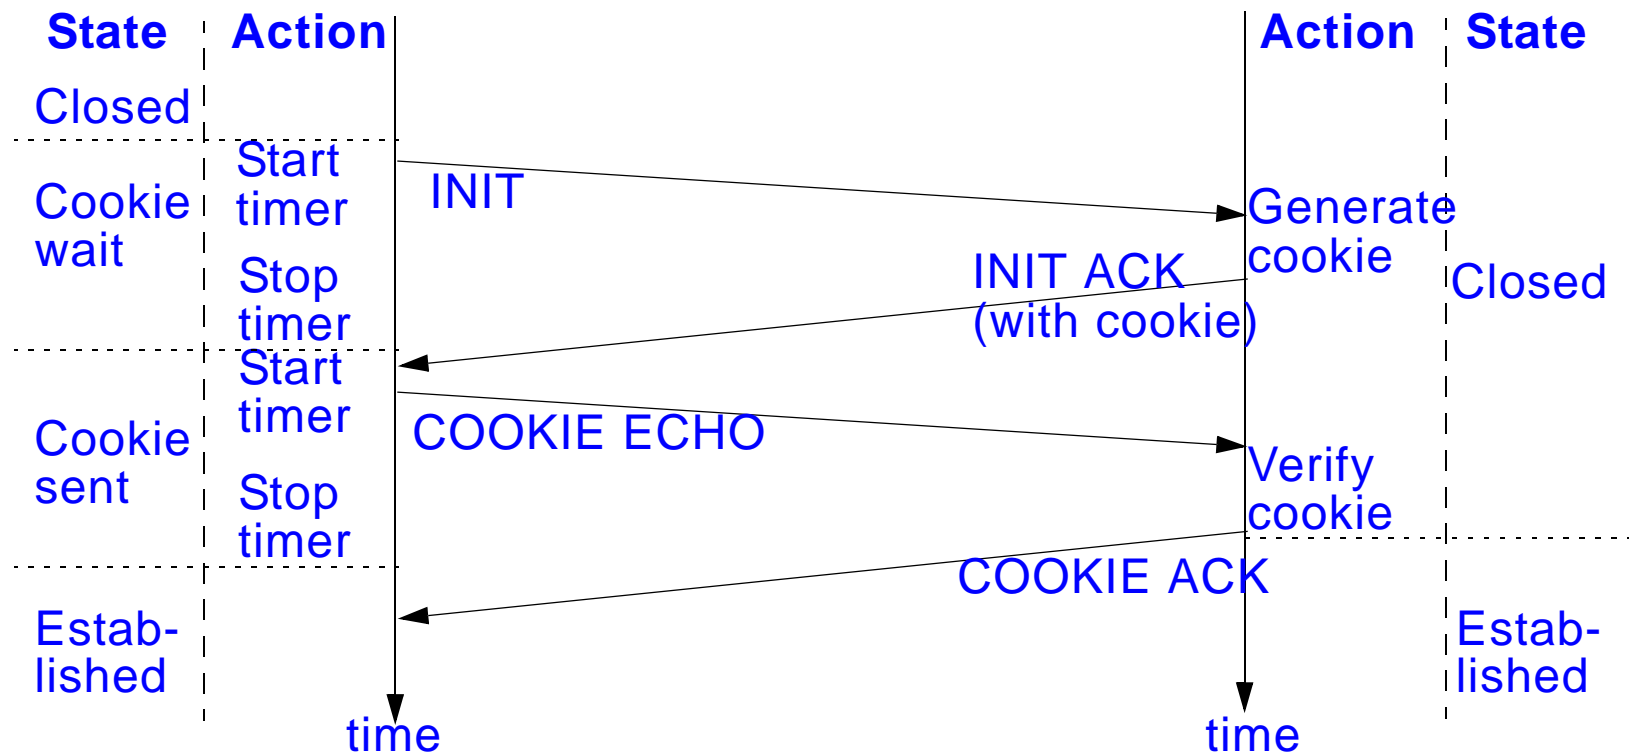 State Action Action State
Closed
Start
timer
Cookie
wait
INIT
Generate
cookie
Stop
timer
INIT ACK
(with cookie)
Closed
Start
timer
COOKIE ECHO
Cookie
sent
Verify
cookie
Stop
timer
COOKIE ACK
Estab-
lished
Estab-
lished
time
time